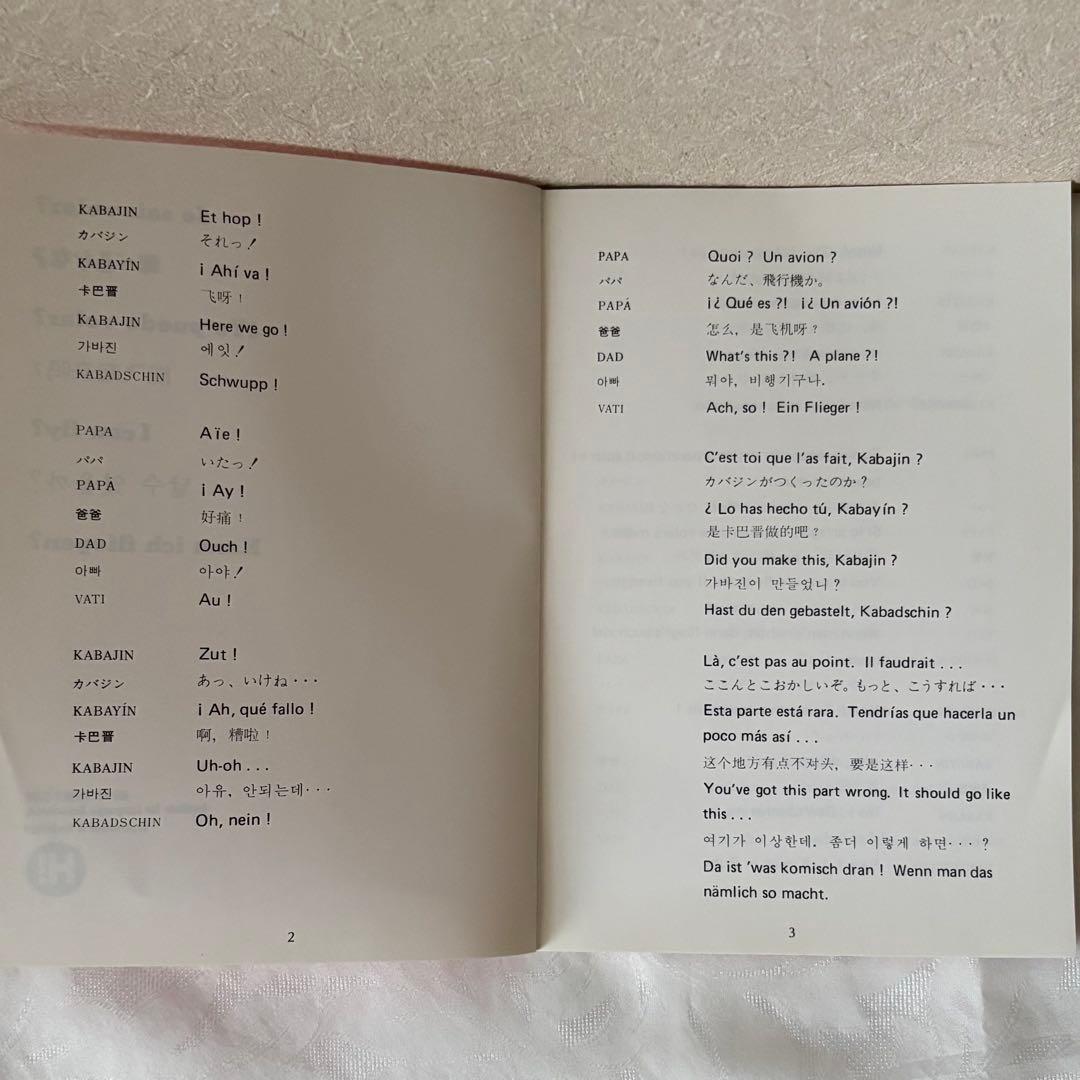 KABAJIN Et hop !
カバジン それっ！
KABAYÍN ¡ Ahí va !
卡巴晋 飞呀！
KABAJIN Here we go !
가바진 에잇！
KABADSCHIN Schwupp !
PAPA Aïe !
パパ いたっ！
PAPÁ ¡ Ay !
爸爸 好痛！
DAD Ouch !
아빠 아야！
VATI Au !
KABAJIN Zut !
カバジン あっ、いけね・・・
KABAYÍN ¡ Ah, qué fallo !
卡巴晋 啊，糟啦！
KABAJIN Uh-oh . . .
가바진 아유, 안되는데・・・
KABADSCHIN Oh, nein !
2
PAPA Quoi ? Un avion ?
パパ なんだ、飛行機か。
PAPÁ ¡¿ Qué es ?! ¡¿ Un avión ?!
爸爸 怎么，是飞机呀？
DAD What's this ?! A plane ?!
아빠 뭐야, 비행기구나.
VATI Ach, so ! Ein Flieger !
C'est toi que l'as fait, Kabajin ?
カバジンがつくったのか？
¿ Lo has hecho tú, Kabayín ?
是卡巴晋做的吧？
Did you make this, Kabajin ?
가바진이 만들었니？
Hast du den gebastelt, Kabadschin ?
Là, c'est pas au point. Il faudrait . . .
ここんとこおかしいぞ。もっと、こうすれば・・・
Esta parte está rara. Tendrías que hacerla un
poco más así . . .
这个地方有点不对头，要是这样・・・
You've got this part wrong. It should go like
this . . .
여기가 이상한데. 좀더 이렇게 하면・・・？
Da ist 'was komisch dran ! Wenn man das
nämlich so macht.
3